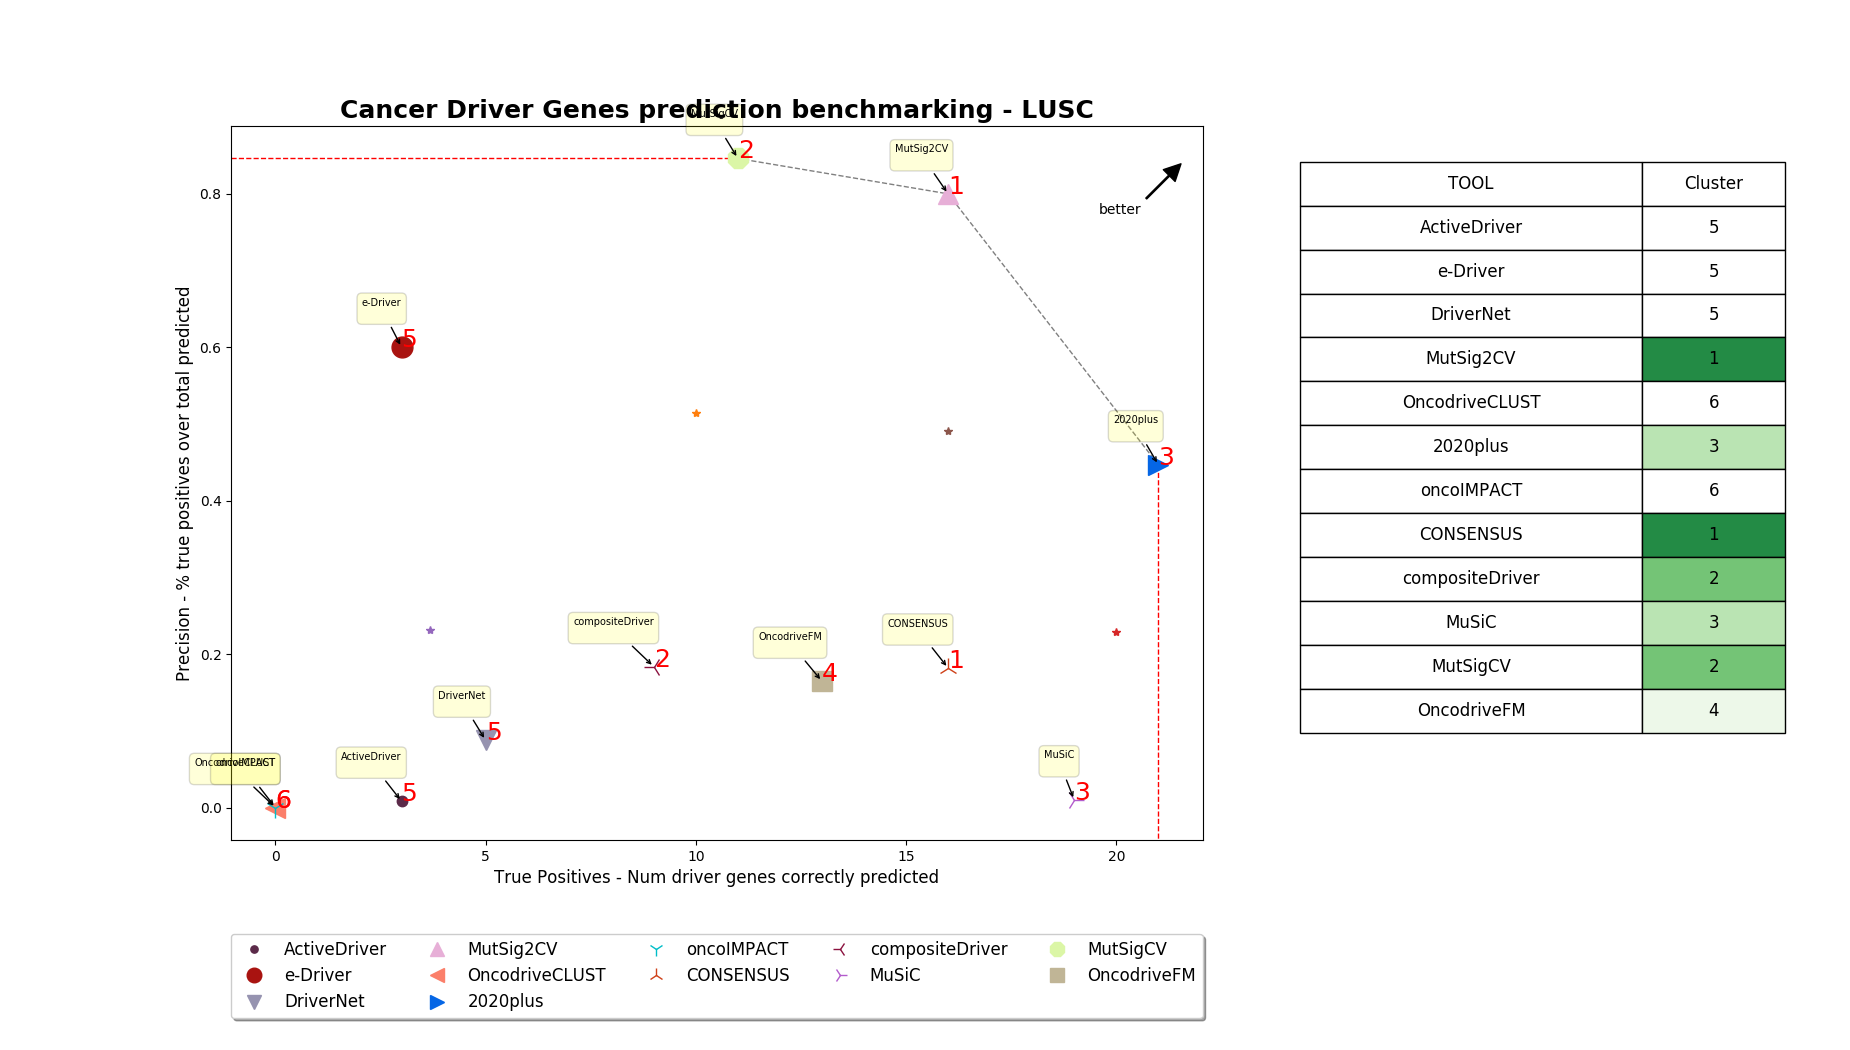 Cancer Driver Genes prediction benchmarking - LUSC
MutSigCV
2
MutSig2CV
1
better
e-Driver
5
2020plus
3
compositeDriver
2
OncodriveFM
4
CONSENSUS
1
DriverNet
5
ActiveDriver
5
MuSiC
3
OncodriveCLUST
oncoIMPACT
6
Precision - % true positives over total predicted
0.8
0.6
0.4
0.2
0.0
0 5 10 15 20
True Positives - Num driver genes correctly predicted
ActiveDriver MutSig2CV oncoIMPACT compositeDriver MutSigCV
e-Driver OncodriveCLUST CONSENSUS MuSiC OncodriveFM
DriverNet 2020plus
TOOL Cluster
ActiveDriver 5
e-Driver 5
DriverNet 5
MutSig2CV 1
OncodriveCLUST 6
2020plus 3
oncoIMPACT 6
CONSENSUS 1
compositeDriver 2
MuSiC 3
MutSigCV 2
OncodriveFM 4